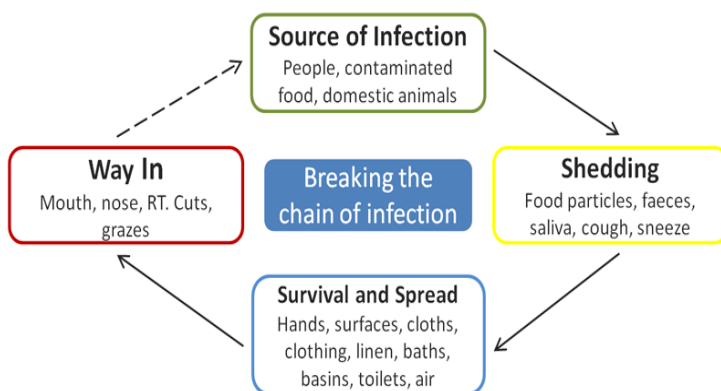 Source of Infection
People, contaminated
food, domestic animals
Way In
Mouth, nose, RT. Cuts,
grazes
Breaking the
chain of infection
Shedding
Food particles, faeces,
saliva, cough, sneeze
Survival and Spread
Hands, surfaces, cloths,
clothing, linen, baths,
basins, toilets, air